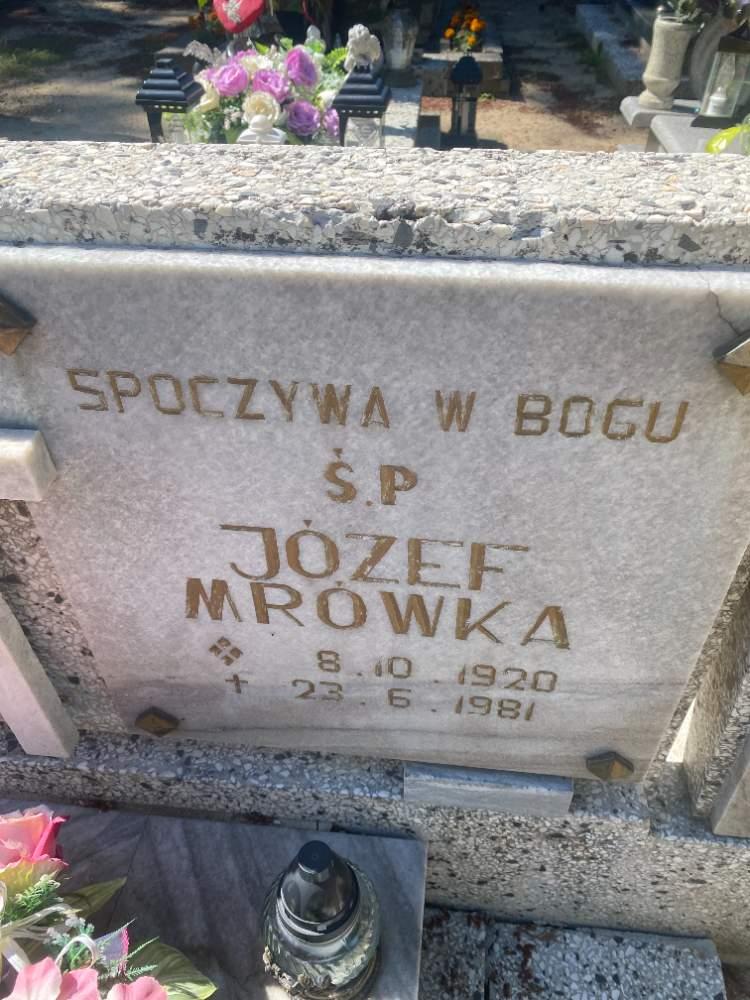 SPOCZYWA W BOGU
Ś.P
JÓZEF
MRÓWKA
8.10.1920
✝ 23.6.1981